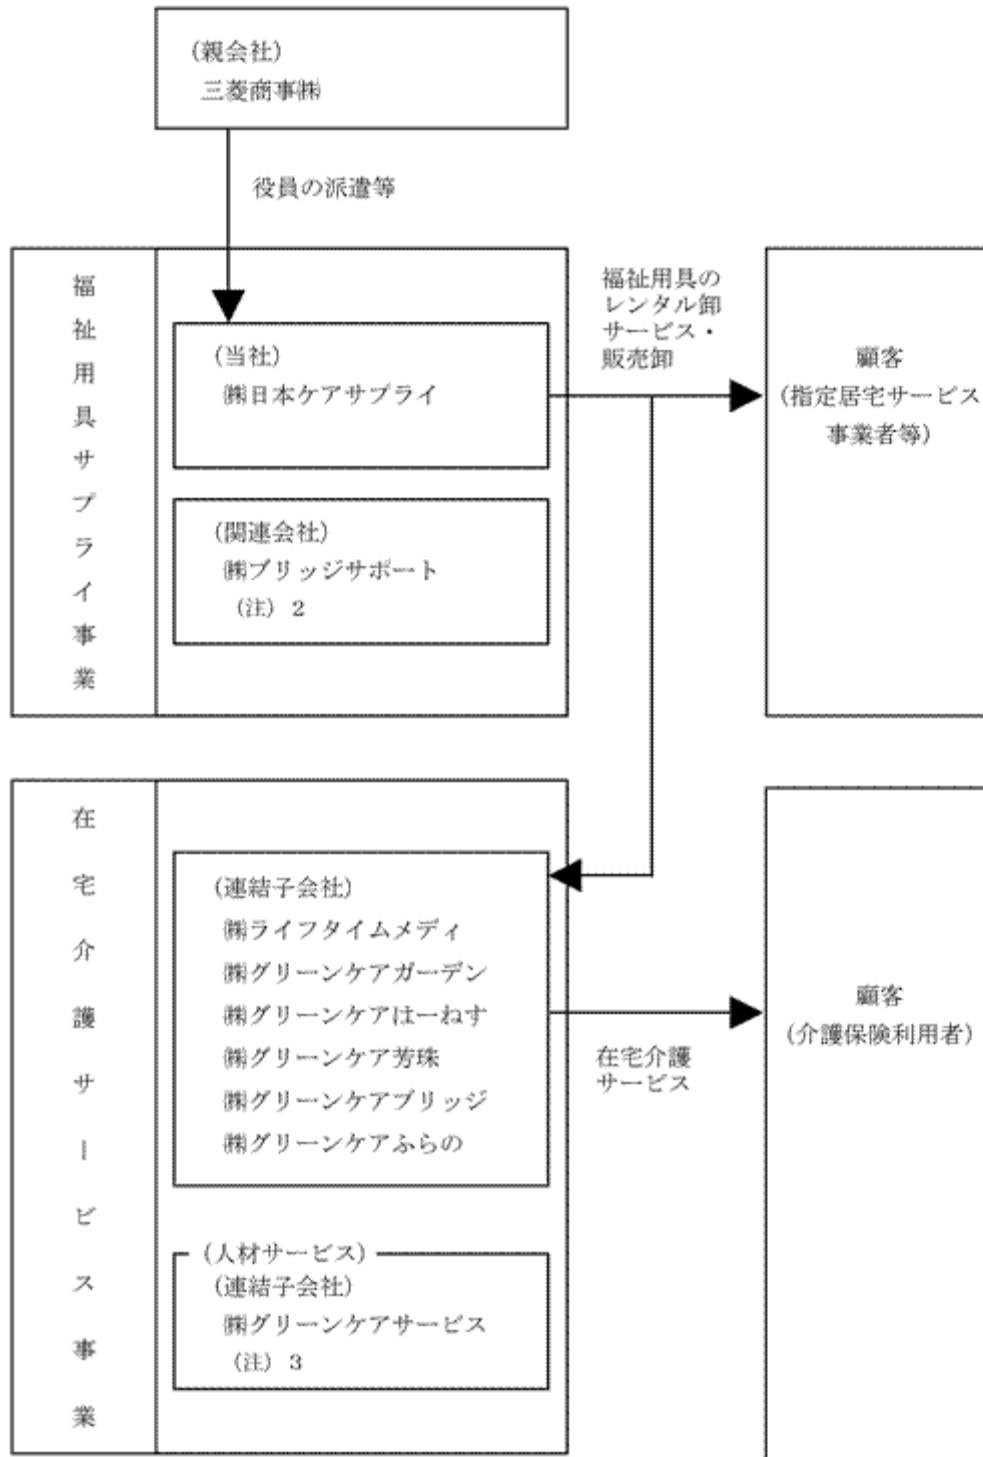 (親会社)
三菱商事㈱
役員の派遣等
福祉用具サプライ事業
(当社)
㈱日本ケアサプライ
(関連会社)
㈱ブリッジサポート
(注) 2
福祉用具の
レンタル卸
サービス・
販売卸
顧客
(指定居宅サービス
事業者等)
在宅介護サービス事業
(連結子会社)
㈱ライフタイムメディ
㈱グリーンケアガーデン
㈱グリーンケアはーねす
㈱グリーンケア芳珠
㈱グリーンケアブリッジ
㈱グリーンケアふらの
(人材サービス)
(連結子会社)
㈱グリーンケアサービス
(注) 3
在宅介護
サービス
顧客
(介護保険利用者)